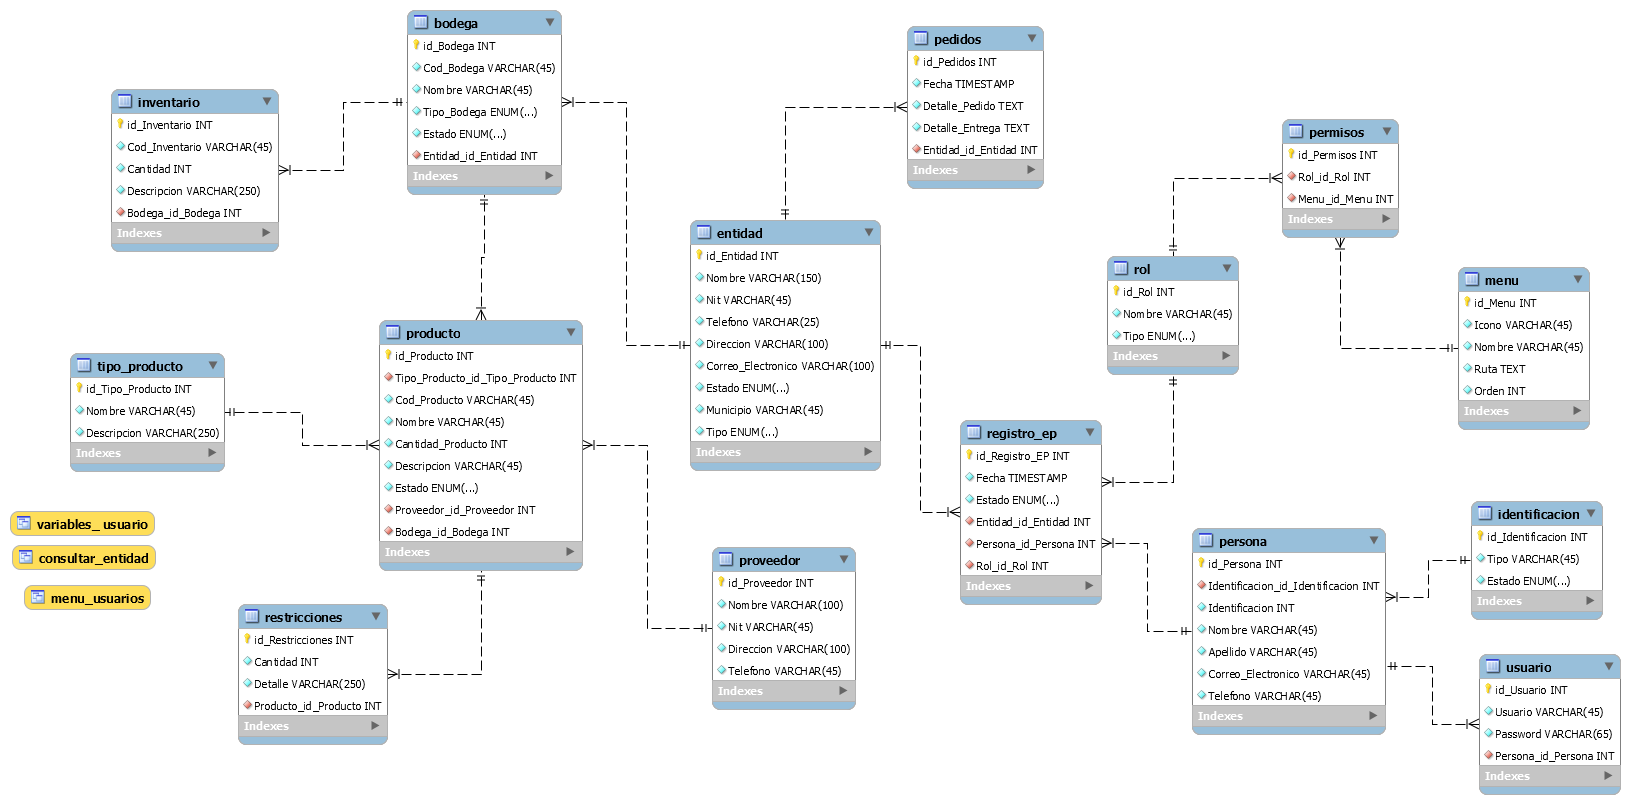 bodega
id_Bodega INT
Cod_Bodega VARCHAR(45)
Nombre VARCHAR(45)
Tipo_Bodega ENUM(...)
Estado ENUM(...)
Entidad_id_Entidad INT
Indexes
pedidos
id_Pedidos INT
Fecha TIMESTAMP
Detalle_Pedido TEXT
Detalle_Entrega TEXT
Entidad_id_Entidad INT
Indexes
inventario
id_Inventario INT
Cod_Inventario VARCHAR(45)
Cantidad INT
Descripcion VARCHAR(250)
Bodega_id_Bodega INT
Indexes
permisos
id_Permisos INT
Rol_id_Rol INT
Menu_id_Menu INT
Indexes
entidad
id_Entidad INT
Nombre VARCHAR(150)
Nit VARCHAR(45)
Telefono VARCHAR(25)
Direccion VARCHAR(100)
Correo_Electronico VARCHAR(100)
Estado ENUM(...)
Municipio VARCHAR(45)
Tipo ENUM(...)
Indexes
rol
id_Rol INT
Nombre VARCHAR(45)
Tipo ENUM(...)
Indexes
menu
id_Menu INT
Icono VARCHAR(45)
Nombre VARCHAR(45)
Ruta TEXT
Orden INT
Indexes
producto
id_Producto INT
Tipo_Producto_id_Tipo_Producto INT
Cod_Producto VARCHAR(45)
Nombre VARCHAR(45)
Cantidad_Producto INT
Descripcion VARCHAR(45)
Estado ENUM(...)
Proveedor_id_Proveedor INT
Bodega_id_Bodega INT
Indexes
tipo_producto
id_Tipo_Producto INT
Nombre VARCHAR(45)
Descripcion VARCHAR(250)
Indexes
registro_ep
id_Registro_EP INT
Fecha TIMESTAMP
Estado ENUM(...)
Entidad_id_Entidad INT
Persona_id_Persona INT
Rol_id_Rol INT
Indexes
variables_ usuario
consultar_entidad
menu_usuarios
identificacion
id_Identificacion INT
Tipo VARCHAR(45)
Estado ENUM(...)
Indexes
persona
id_Persona INT
Identificacion_id_Identificacion INT
Identificacion INT
Nombre VARCHAR(45)
Apellido VARCHAR(45)
Correo_Electronico VARCHAR(45)
Telefono VARCHAR(45)
Indexes
proveedor
id_Proveedor INT
Nombre VARCHAR(100)
Nit VARCHAR(45)
Direccion VARCHAR(100)
Telefono VARCHAR(45)
Indexes
restricciones
id_Restricciones INT
Cantidad INT
Detalle VARCHAR(250)
Producto_id_Producto INT
Indexes
usuario
id_Usuario INT
Usuario VARCHAR(45)
Password VARCHAR(65)
Persona_id_Persona INT
Indexes